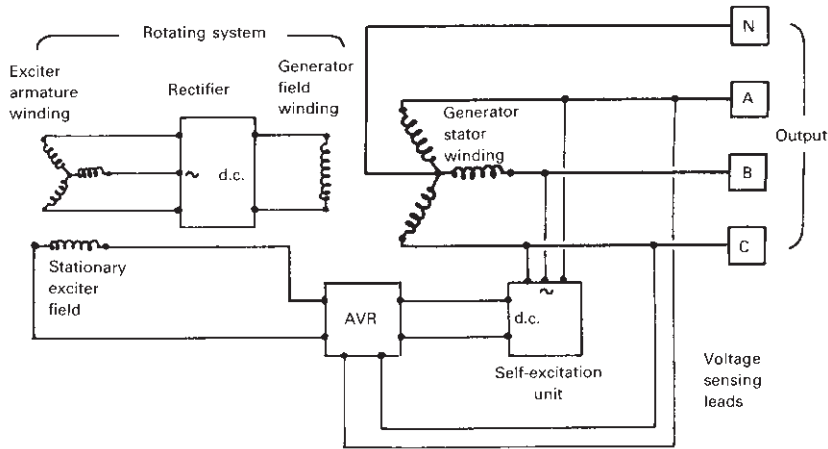 Rotating system
Exciter
armature
winding
Rectifier
Generator
field
winding
~
d.c.
Stationary
exciter
field
AVR
~
d.c.
Self-excitation
unit
Generator
stator
winding
N
A
B
C
Output
Voltage
sensing
leads